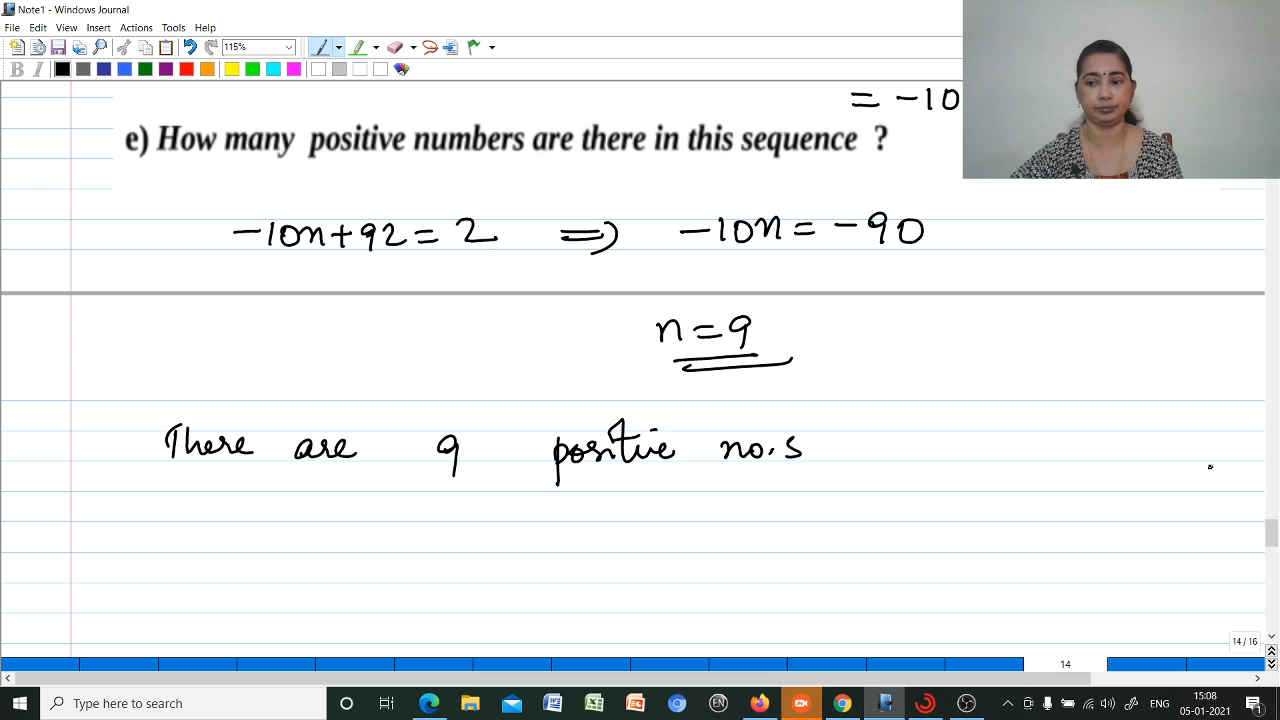 Note1 - Windows Journal
File Edit View Insert Actions Tools Help
115%
B I
= -10
e) How many positive numbers are there in this sequence ?
-10n+92=2 ⟹ -10n=-90
n=9
There are 9 positive no.s
14 / 16
14
Type here to search
15:08
05-01-2021